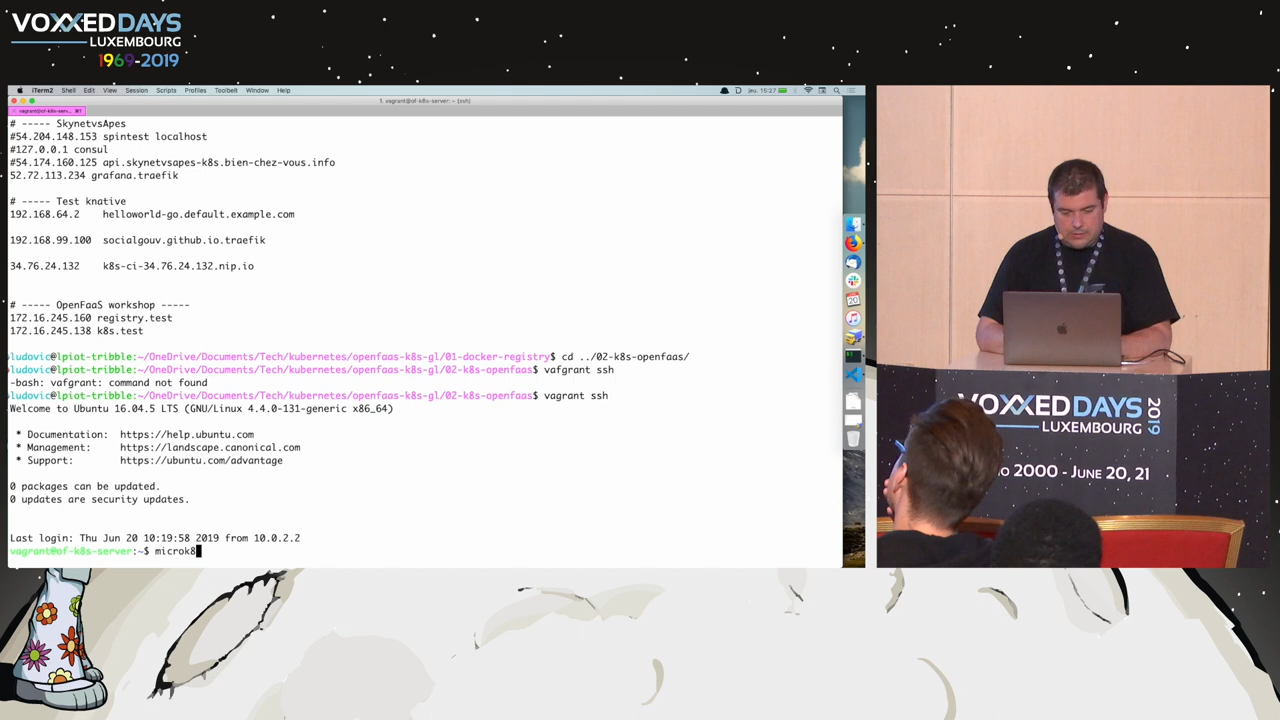 VOXXED DAYS
LUXEMBOURG
1969-2019
iTerm2 Shell Edit View Session Scripts Profiles Toolbelt Window Help
jeu. 15:27
1. vagrant@of-k8s-server: ~ (ssh)
# ----- SkynetvsApes
#54.204.148.153 spintest localhost
#127.0.0.1 consul
#54.174.160.125 api.skynetvsapes-k8s.bien-chez-vous.info
52.72.113.234 grafana.traefik
# ----- Test knative
192.168.64.2 helloworld-go.default.example.com
192.168.99.100 socialgouv.github.io.traefik
34.76.24.132 k8s-ci-34.76.24.132.nip.io
# ----- OpenFaaS workshop -----
172.16.245.160 registry.test
172.16.245.138 k8s.test
ludovic@lpiot-tribble:~/OneDrive/Documents/Tech/kubernetes/openfaas-k8s-gl/01-docker-registry$ cd ../02-k8s-openfaas/
ludovic@lpiot-tribble:~/OneDrive/Documents/Tech/kubernetes/openfaas-k8s-gl/02-k8s-openfaas$ vafgrant ssh
-bash: vafgrant: command not found
ludovic@lpiot-tribble:~/OneDrive/Documents/Tech/kubernetes/openfaas-k8s-gl/02-k8s-openfaas$ vagrant ssh
Welcome to Ubuntu 16.04.5 LTS (GNU/Linux 4.4.0-131-generic x86_64)
* Documentation: https://help.ubuntu.com
* Management: https://landscape.canonical.com
* Support: https://ubuntu.com/advantage
0 packages can be updated.
0 updates are security updates.
Last login: Thu Jun 20 10:19:58 2019 from 10.0.2.2
vagrant@of-k8s-server:~$ microk8
VOXXED DAYS 2019
LUXEMBOURG
2000 - JUNE 20, 21